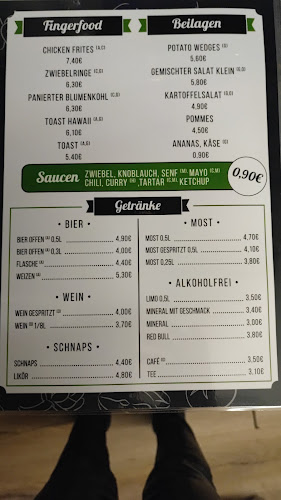 Fingerfood
CHICKEN FRITES (A,G)
7,40€
ZWIEBELRINGE (C,G)
6,30€
PANIERTER BLUMENKOHL (C,G)
6,30€
TOAST HAWAII (A,G)
6,10€
TOAST (A,G)
5,40€
Beilagen
POTATO WEDGES (G)
5,60€
GEMISCHTER SALAT KLEIN (C,G)
5,80€
KARTOFFELSALAT (C,G)
4,90€
POMMES
4,50€
ANANAS, KÄSE (G)
0,90€
Saucen ZWIEBEL, KNOBLAUCH, SENF (M) MAYO (C,M)
CHILI, CURRY (M) ,TARTAR (C,M) KETCHUP
0,90€
Getränke
• BIER •
BIER OFFEN (A) 0,5L 4,90€
BIER OFFEN (A) 0,3L 4,00€
FLASCHE (A) 4,40€
WEIZEN (A) 5,30€
• WEIN •
WEIN GESPRITZT (O) 4,00€
WEIN (O) 1/8L 3,70€
• SCHNAPS •
SCHNAPS 4,40€
LIKÖR 4,80€
• MOST •
MOST 0,5L 4,70€
MOST GESPRITZT 0,5L 4,10€
MOST 0,25L 3,80€
• ALKOHOLFREI •
LIMO 0,5L 3,50€
MINERAL MIT GESCHMACK 3,40€
MINERAL 3,00€
RED BULL 3,80€
CAFÉ (G) 3,50€
TEE 3,10€